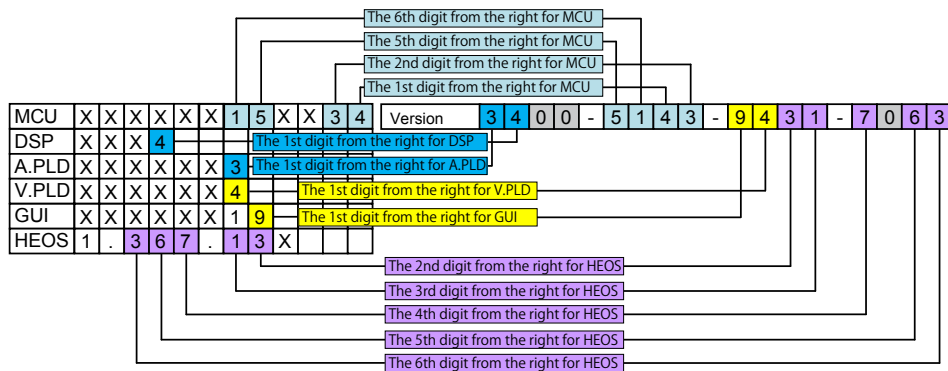 The 6th digit from the right for MCU
The 5th digit from the right for MCU
The 2nd digit from the right for MCU
The 1st digit from the right for MCU
MCU X X X X X X 1 5 X X 3 4 Version 3 4 0 0 - 5 1 4 3 - 9 4 3 1 - 7 0 6 3
DSP X X X 4 The 1st digit from the right for DSP
A.PLD X X X X X X 3 The 1st digit from the right for A.PLD
V.PLD X X X X X X 4 The 1st digit from the right for V.PLD
GUI X X X X X X 1 9 The 1st digit from the right for GUI
HEOS 1 . 3 6 7 . 1 3 X
The 2nd digit from the right for HEOS
The 3rd digit from the right for HEOS
The 4th digit from the right for HEOS
The 5th digit from the right for HEOS
The 6th digit from the right for HEOS